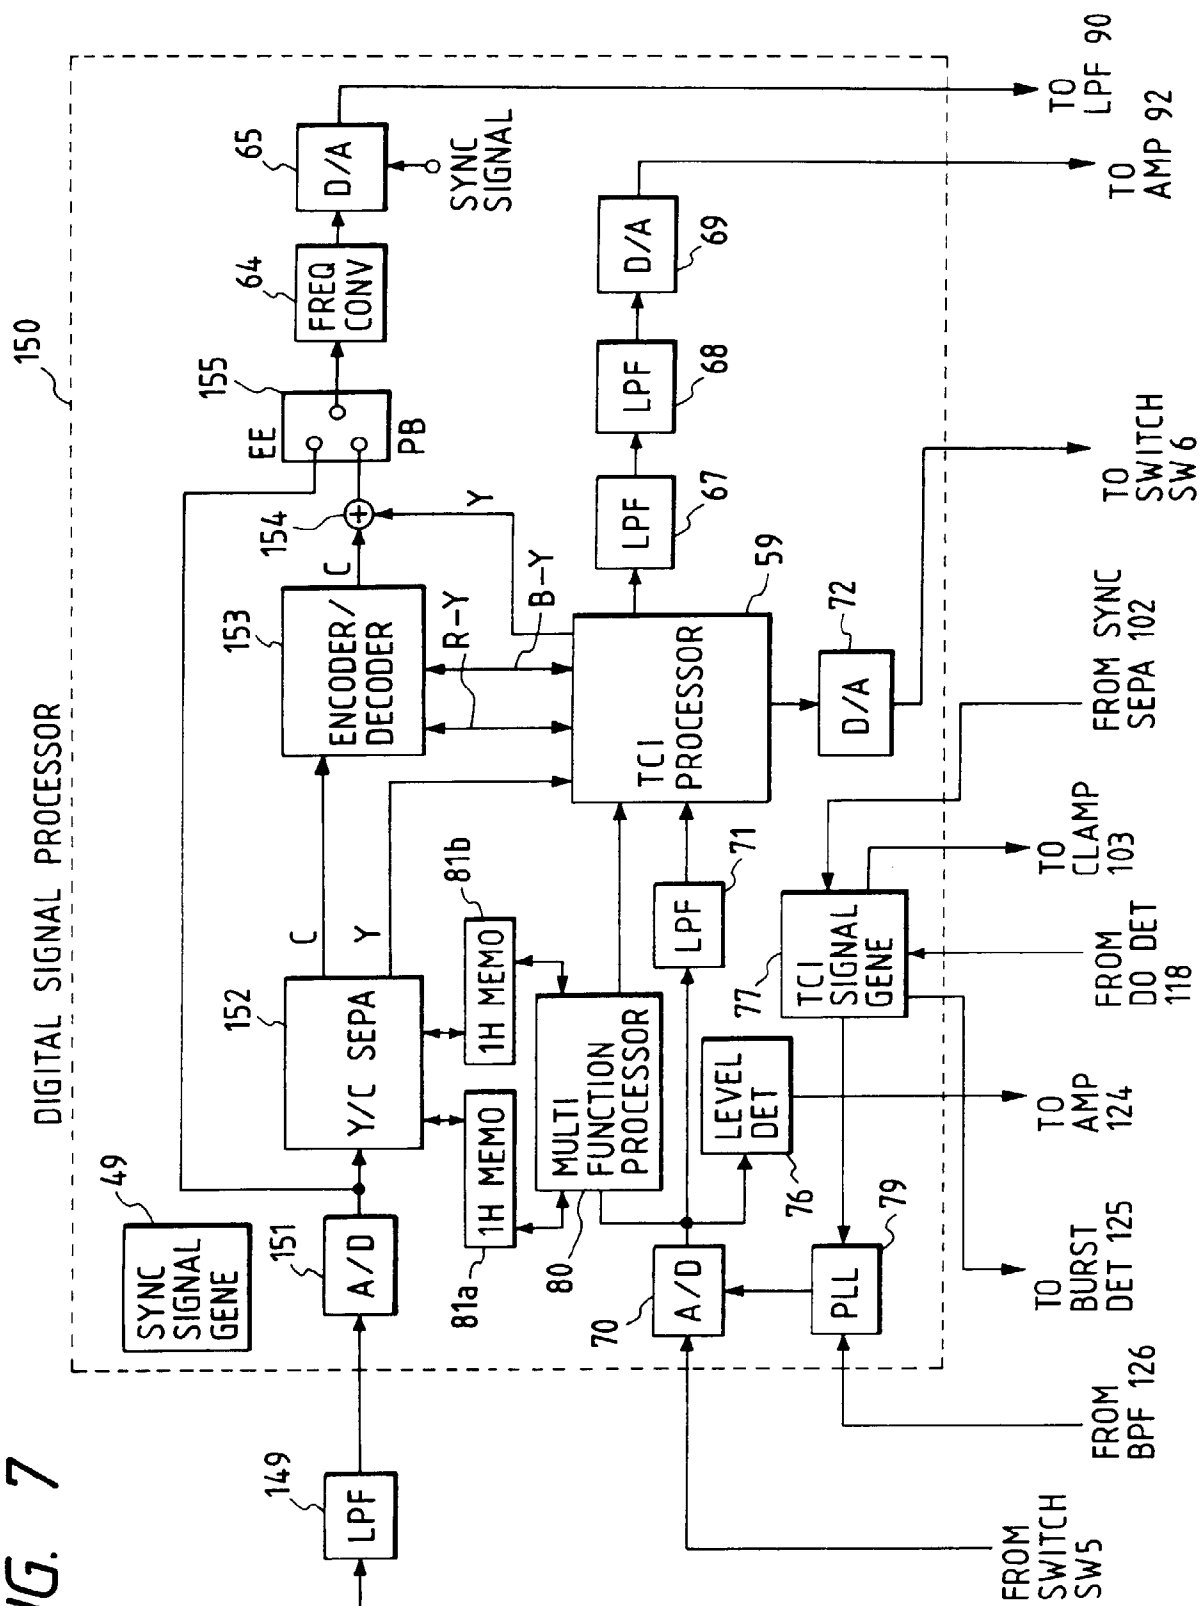 IG. 7
DIGITAL SIGNAL PROCESSOR
150
SYNC
SIGNAL
GENE
49
149
LPF
151
A/D
152
Y/C SEPA
C
Y
153
ENCODER/
DECODER
C
154
+
Y
EE
PB
155
64
FREQ
CONV
65
D/A
SYNC
SIGNAL
TO
LPF 90
81a
1H MEMO
1H MEMO
81b
R-Y
B-Y
80
MULTI
FUNCTION
PROCESSOR
TCI
PROCESSOR
59
LPF
67
LPF
68
D/A
69
TO
AMP 92
70
A/D
LPF
71
LEVEL
DET
76
D/A
72
TO
SWITCH
SW 6
PLL
79
77
TCI
SIGNAL
GENE
FROM
SWITCH
SW5
FROM
BPF 126
TO
BURST
DET 125
TO
AMP
124
FROM
DO DET
118
TO
CLAMP
103
FROM SYNC
SEPA 102